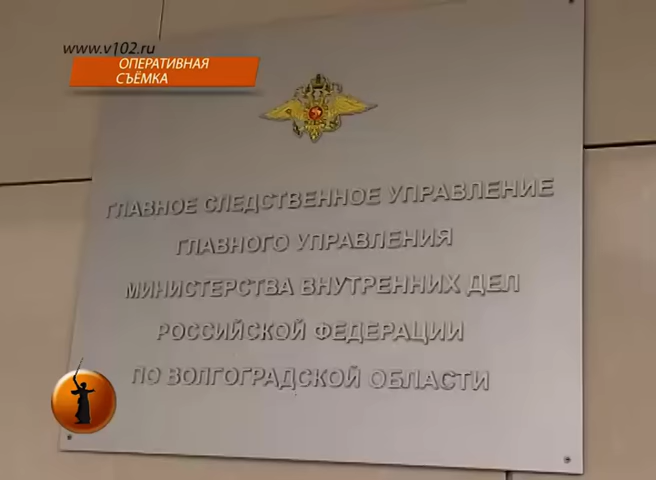 www.v102.ru
ОПЕРАТИВНАЯ
СЪЁМКА
ГЛАВНОЕ СЛЕДСТВЕННОЕ УПРАВЛЕНИЕ
ГЛАВНОГО УПРАВЛЕНИЯ
МИНИСТЕРСТВА ВНУТРЕННИХ ДЕЛ
РОССИЙСКОЙ ФЕДЕРАЦИИ
ПО ВОЛГОГРАДСКОЙ ОБЛАСТИ